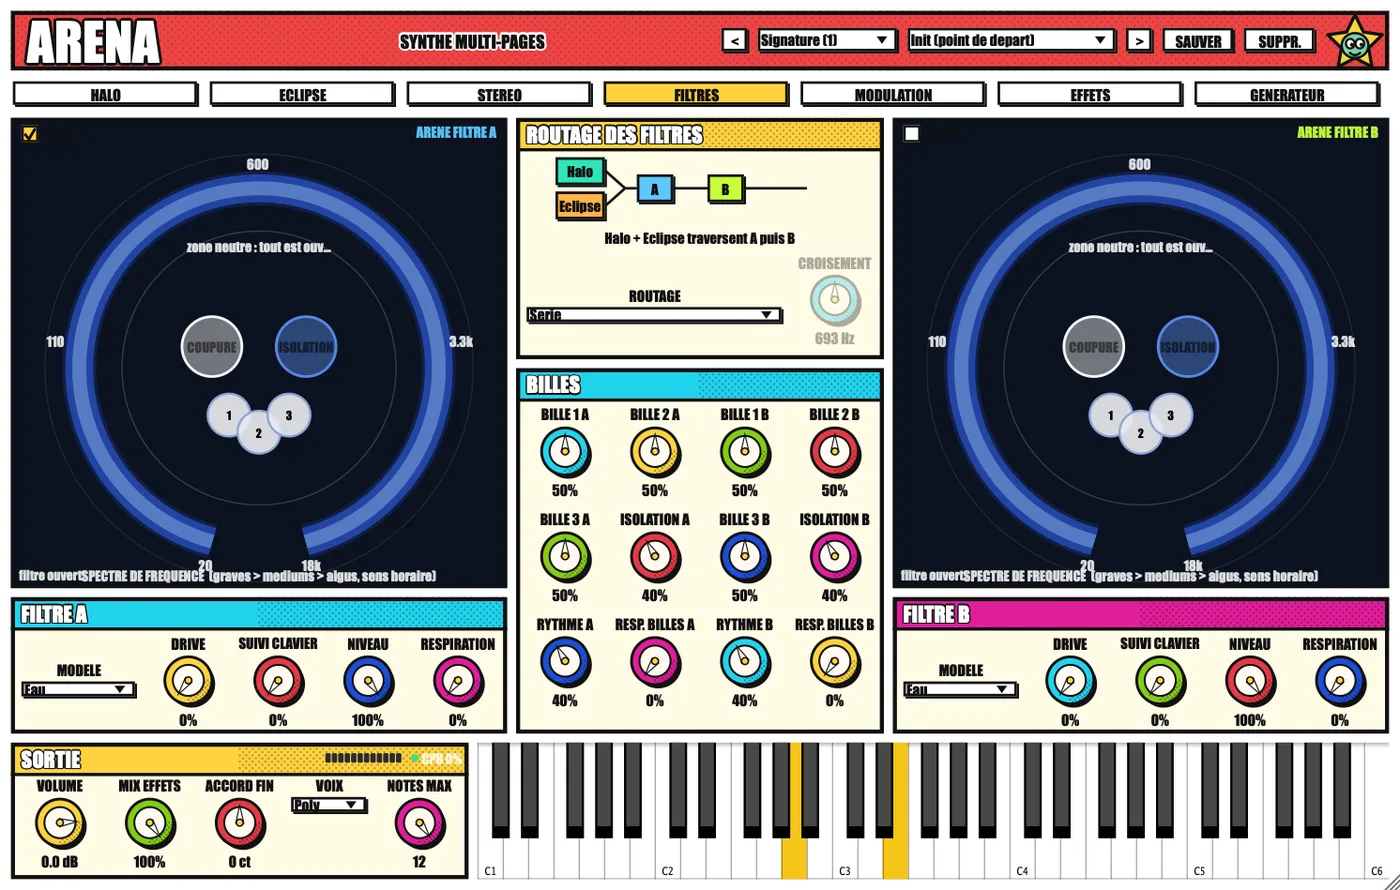 ARENA
SYNTHE MULTI-PAGES
<
Signature (1)
Init (point de depart)
>
SAUVER
SUPPR.
HALO
ECLIPSE
STEREO
FILTRES
MODULATION
EFFETS
GENERATEUR
ARENE FILTRE A
600
zone neutre : tout est ouv...
110
3.3k
COUPURE
ISOLATION
1
2
3
20
18k
filtre ouvert
SPECTRE DE FREQUENCE (graves > mediums > aigus, sens horaire)
ROUTAGE DES FILTRES
Halo
Eclipse
A
B
Halo + Eclipse traversent A puis B
CROISEMENT
693 Hz
ROUTAGE
Serie
ARENE FILTRE B
600
zone neutre : tout est ouv...
110
3.3k
COUPURE
ISOLATION
1
2
3
20
18k
filtre ouvert
SPECTRE DE FREQUENCE (graves > mediums > aigus, sens horaire)
BILLES
BILLE 1 A
BILLE 2 A
BILLE 1 B
BILLE 2 B
50%
50%
50%
50%
BILLE 3 A
ISOLATION A
BILLE 3 B
ISOLATION B
50%
40%
50%
40%
RYTHME A
RESP. BILLES A
RYTHME B
RESP. BILLES B
40%
0%
40%
0%
FILTRE A
MODELE
Eau
DRIVE
SUIVI CLAVIER
NIVEAU
RESPIRATION
0%
0%
100%
0%
FILTRE B
MODELE
Eau
DRIVE
SUIVI CLAVIER
NIVEAU
RESPIRATION
0%
0%
100%
0%
SORTIE
CPU 0%
VOLUME
MIX EFFETS
ACCORD FIN
VOIX
NOTES MAX
Poly
0.0 dB
100%
0 ct
12
C1
C2
C3
C4
C5
C6